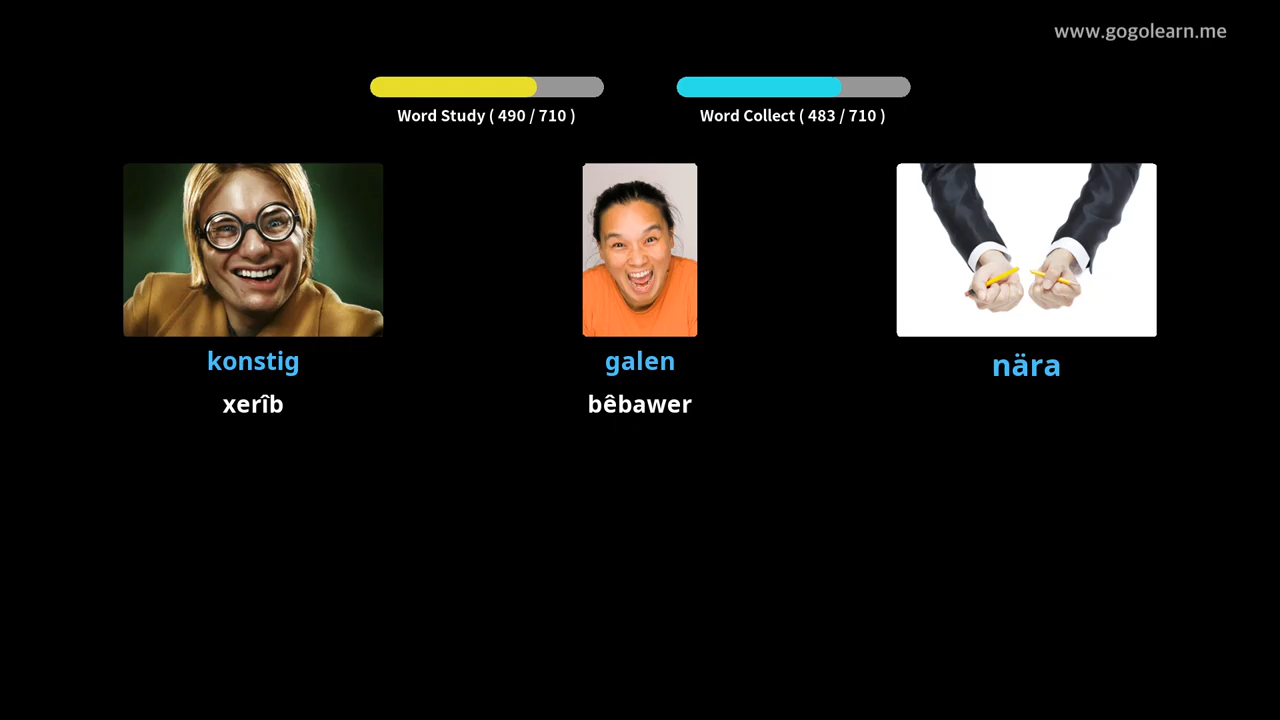 www.gogolearn.me
Word Study ( 490 / 710 )
Word Collect ( 483 / 710 )
konstig
galen
nära
xerîb
bêbawer